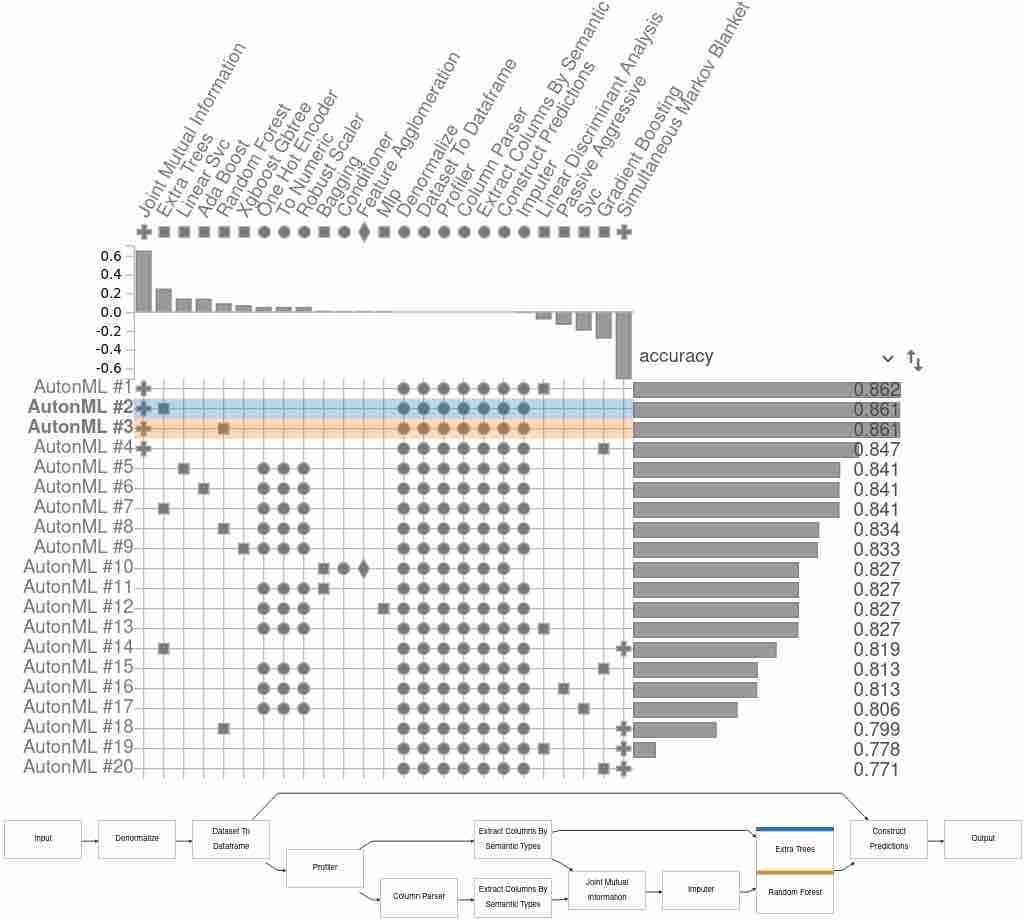 Joint Mutual Information
Extra Trees
Linear Svc
Ada Boost
Random Forest
Xgboost Gbtree
One Hot Encoder
To Numeric
Robust Scaler
Bagging
Conditioner
Feature Agglomeration
Mlp
Denormalize
Dataset To Dataframe
Profiler
Column Parser
Extract Columns By Semantic
Construct Predictions
Imputer
Linear Discriminant Analysis
Passive Aggressive
Svc
Gradient Boosting
Simultaneous Markov Blanket
0.6
0.4
0.2
0.0
-0.2
-0.4
-0.6
accuracy
AutonML #1 0.862
AutonML #2 0.861
AutonML #3 0.861
AutonML #4 0.847
AutonML #5 0.841
AutonML #6 0.841
AutonML #7 0.841
AutonML #8 0.834
AutonML #9 0.833
AutonML #10 0.827
AutonML #11 0.827
AutonML #12 0.827
AutonML #13 0.827
AutonML #14 0.819
AutonML #15 0.813
AutonML #16 0.813
AutonML #17 0.806
AutonML #18 0.799
AutonML #19 0.778
AutonML #20 0.771
Input
Denormalize
Dataset To
Dataframe
Profiler
Extract Columns By
Semantic Types
Column Parser
Extract Columns By
Semantic Types
Joint Mutual
Information
Imputer
Extra Trees
Random Forest
Construct
Predictions
Output